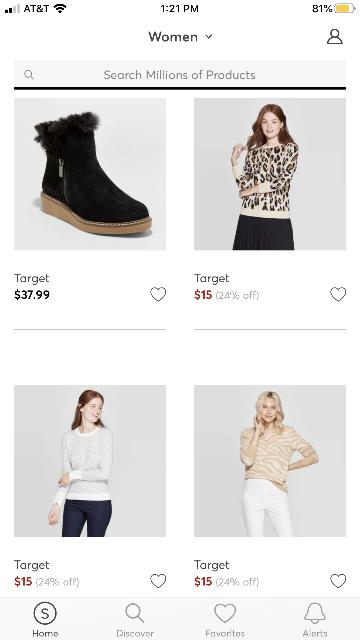 AT&T 1:21 PM 81%
Women
Search Millions of Products
Target
$37.99
Target
$15 (24% off)
Target
$15 (24% off)
Target
$15 (24% off)
S
Home Discover Favorites Alerts